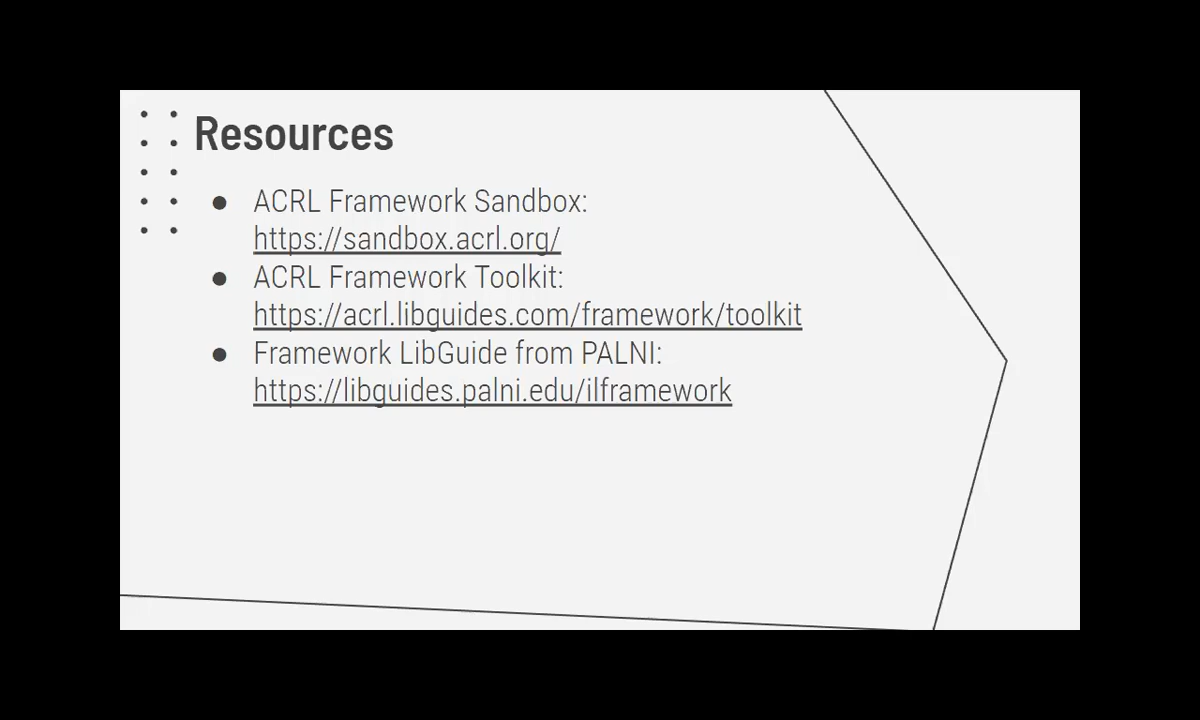 Resources
● ACRL Framework Sandbox:
https://sandbox.acrl.org/
● ACRL Framework Toolkit:
https://acrl.libguides.com/framework/toolkit
● Framework LibGuide from PALNI:
https://libguides.palni.edu/ilframework